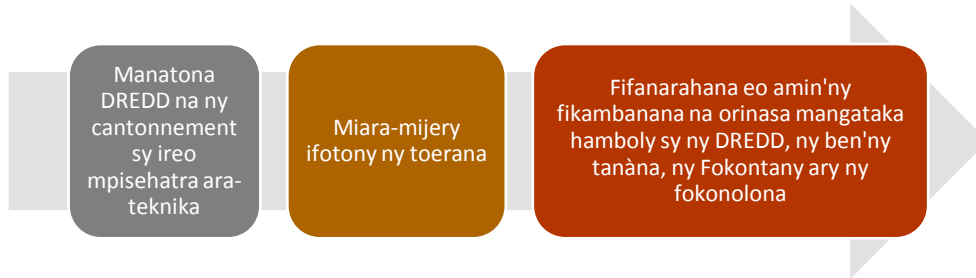 Manatona
DREDD na ny
cantonnement
sy ireo
mpisehatra ara-
teknika
Miara-mijery
ifotony ny toerana
Fifanarahana eo amin'ny
fikambanana na orinasa mangataka
hamboly sy ny DREDD, ny ben'ny
tanàna, ny Fokontany ary ny
fokonolona